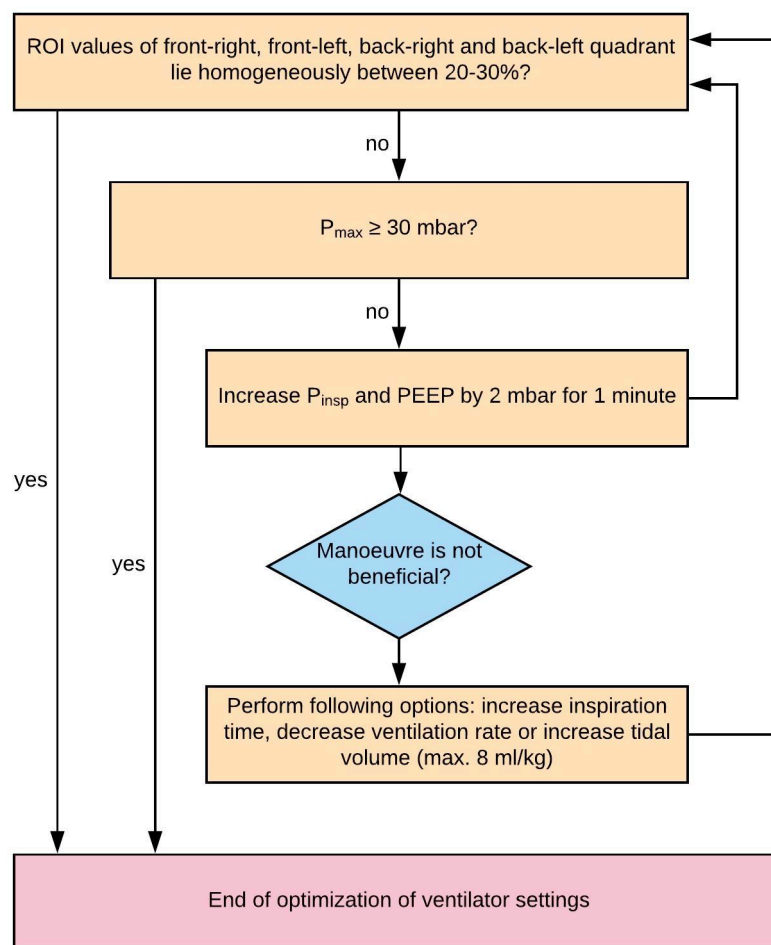 ROI values of front-right, front-left, back-right and back-left quadrant
lie homogeneously between 20-30%?
no
Pmax ≥ 30 mbar?
no
Increase Pinsp and PEEP by 2 mbar for 1 minute
yes
yes
Manoeuvre is not
beneficial?
Perform following options: increase inspiration
time, decrease ventilation rate or increase tidal
volume (max. 8 ml/kg)
End of optimization of ventilator settings